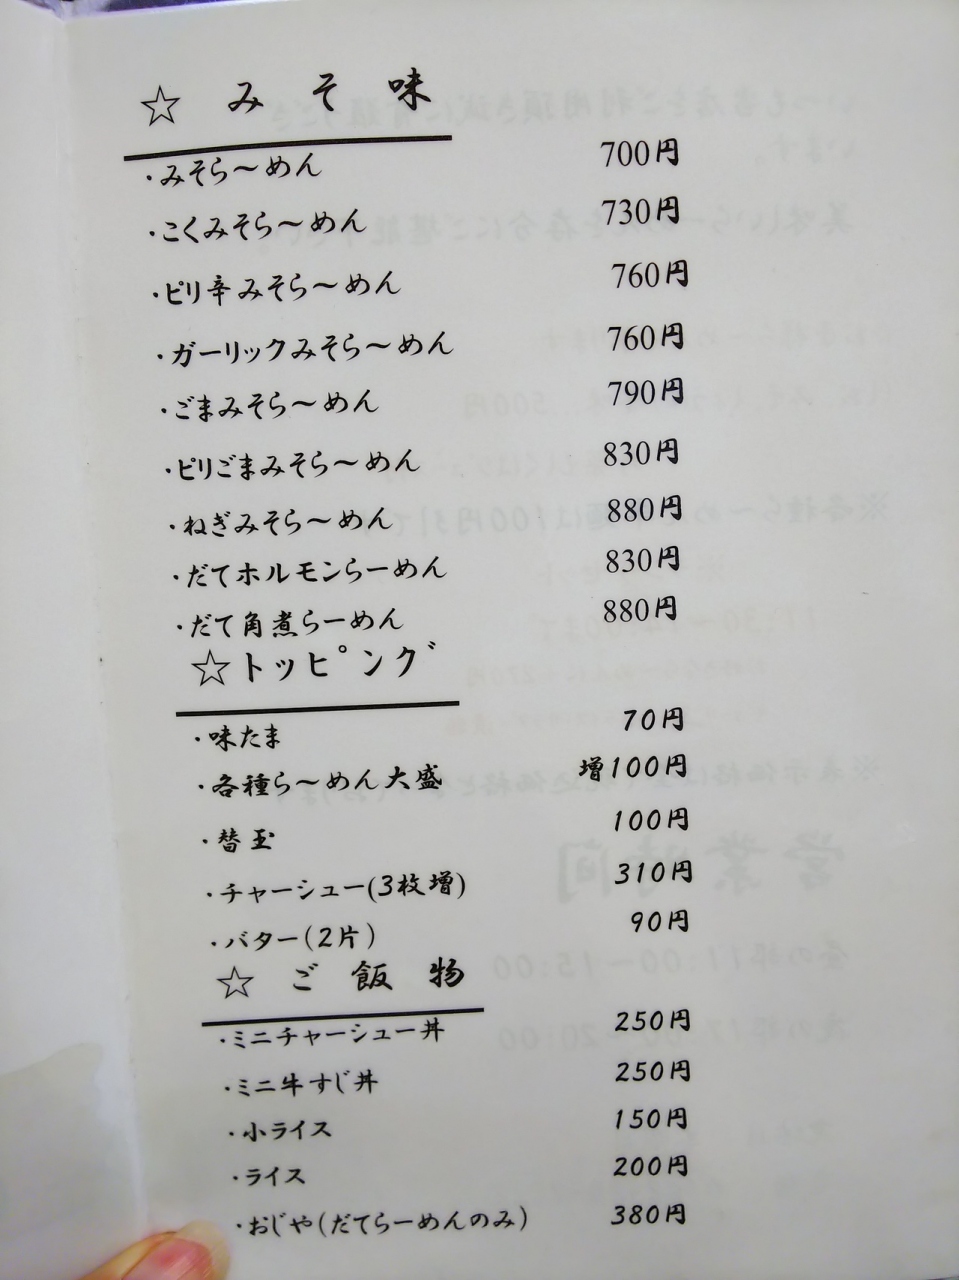 ☆ みそ味
・みそら～めん 700円
・こくみそら～めん 730円
・ピリ辛みそら～めん 760円
・ガーリックみそら～めん 760円
・ごまみそら～めん 790円
・ピリごまみそら～めん 830円
・ねぎみそら～めん 880円
・だてホルモンらーめん 830円
・だて角煮らーめん 880円
☆トッピング
・味たま 70円
・各種ら～めん大盛 増100円
・替玉 100円
・チャーシュー(3枚増) 310円
・バター(2片) 90円
☆ ご飯物
・ミニチャーシュー丼 250円
・ミニ牛すじ丼 250円
・小ライス 150円
・ライス 200円
・おじや(だてらーめんのみ) 380円